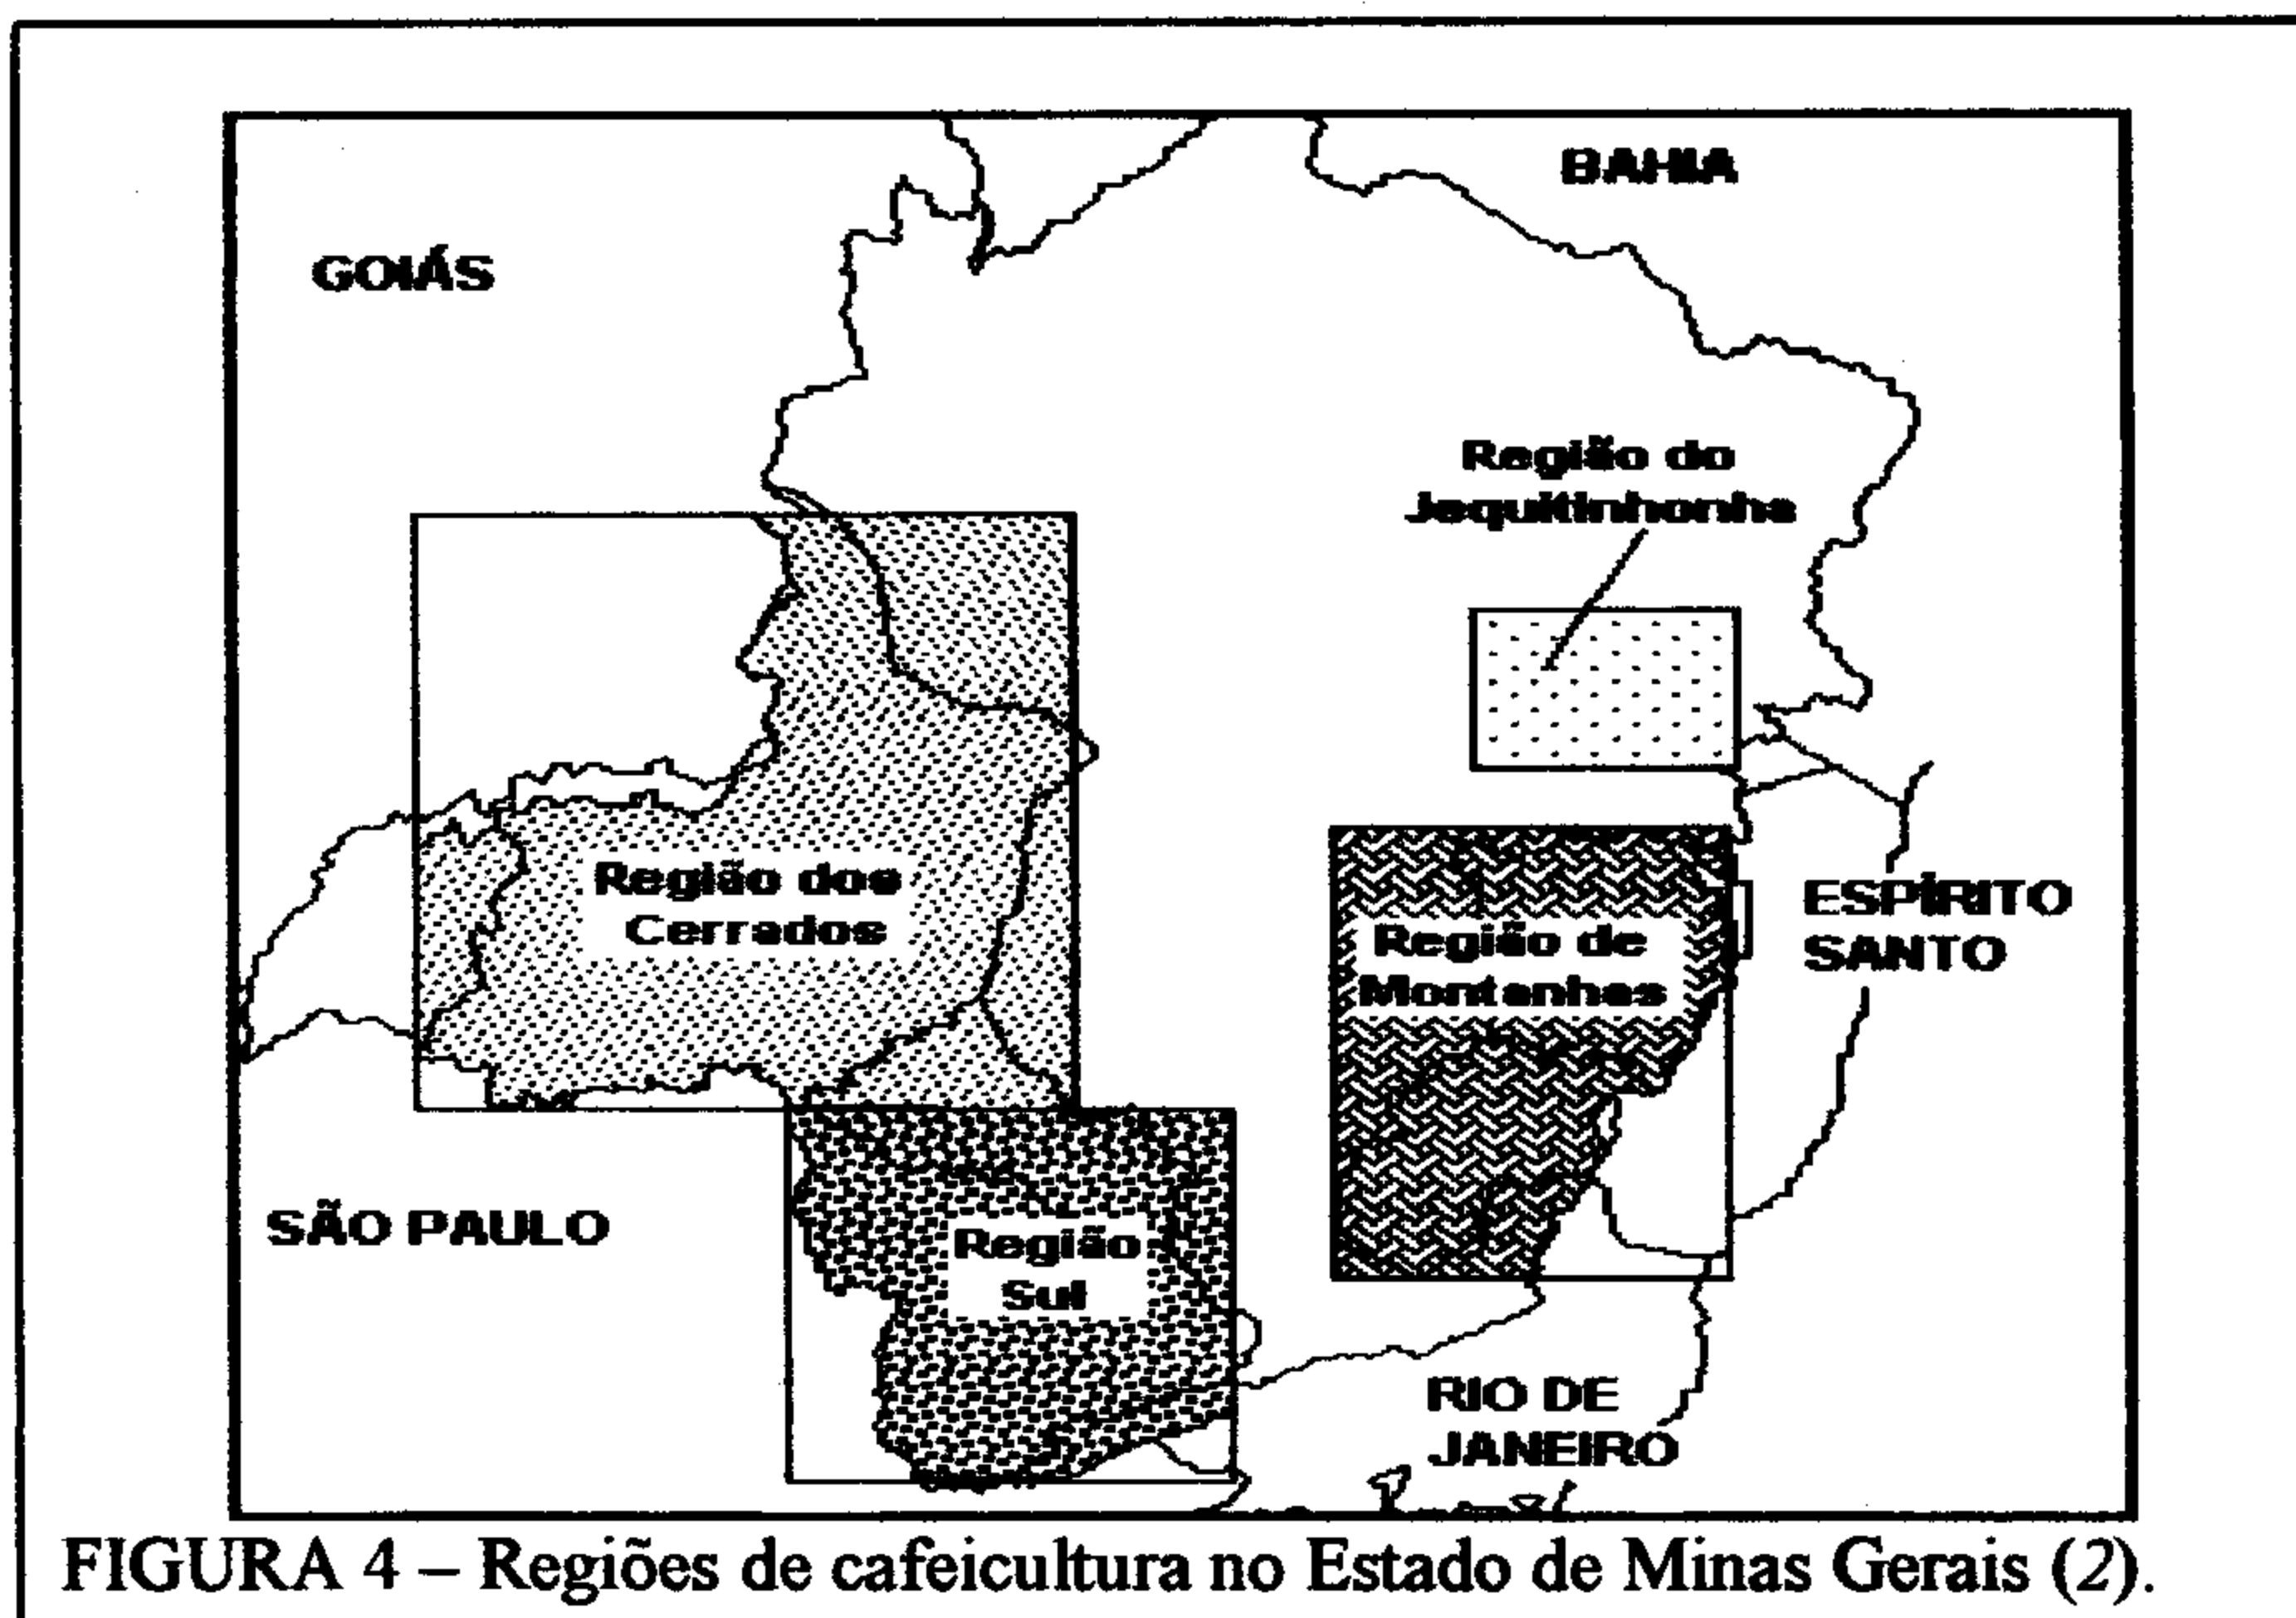 BAHIA
GOIÁS
Região do
Jequitinhonha
Região dos
Cerrados
Região de
Montanhas
ESPÍRITO
SANTO
SÃO PAULO
Região
Sul
RIO DE
JANEIRO
FIGURA 4 – Regiões de cafeicultura no Estado de Minas Gerais (2).